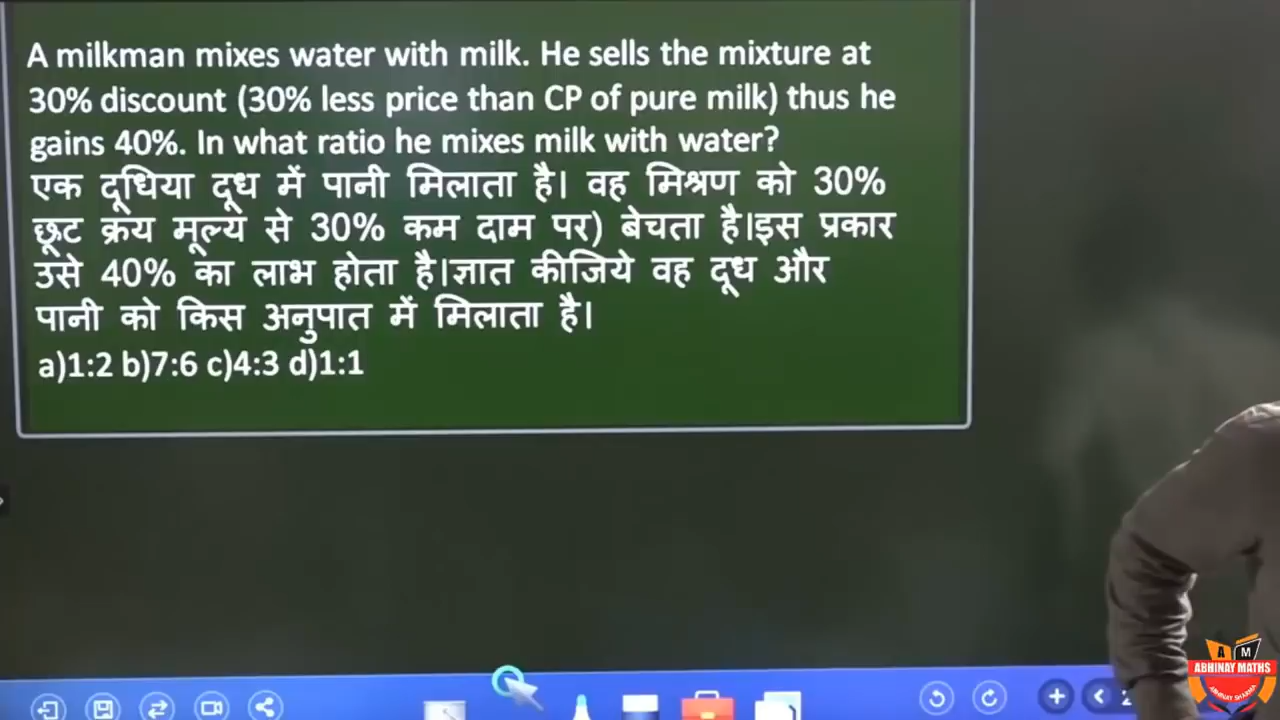 A milkman mixes water with milk. He sells the mixture at
30% discount (30% less price than CP of pure milk) thus he
gains 40%. In what ratio he mixes milk with water?
एक दूधिया दूध में पानी मिलाता है। वह मिश्रण को 30%
छूट क्रय मूल्य से 30% कम दाम पर) बेचता है।इस प्रकार
उसे 40% का लाभ होता है।ज्ञात कीजिये वह दूध और
पानी को किस अनुपात में मिलाता है।
a)1:2 b)7:6 c)4:3 d)1:1
A M
ABHINAY MATHS
ABHINAY SHARMA